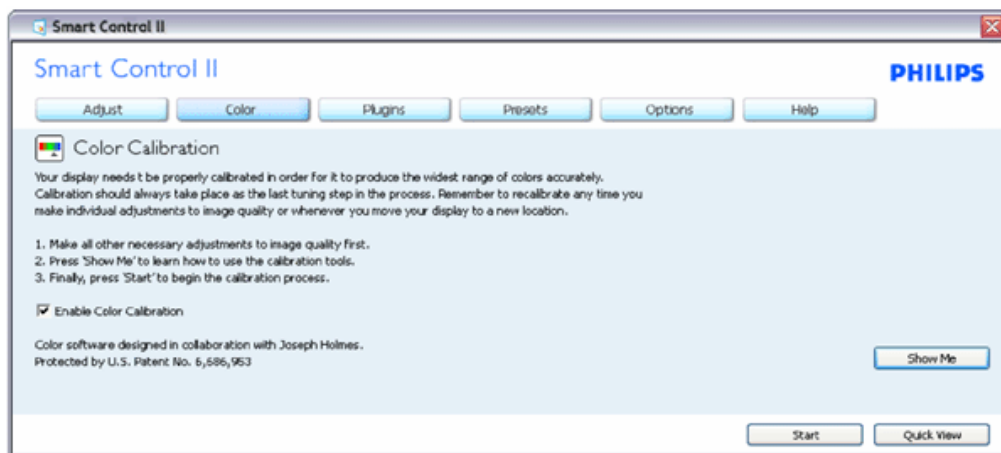 Smart Control II
Smart Control II
PHILIPS
Adjust
Color
Plugins
Presets
Options
Help
Color Calibration
Your display needs t be properly calibrated in order for it to produce the widest range of colors accurately.
Calibration should always take place as the last tuning step in the process. Remember to recalibrate any time you
make individual adjustments to image quality or whenever you move your display to a new location.
1. Make all other necessary adjustments to image quality first.
2. Press 'Show Me' to learn how to use the calibration tools.
3. Finally, press 'Start' to begin the calibration process.
Enable Color Calibration
Color software designed in collaboration with Joseph Holmes.
Protected by U.S. Patent No. 6,686,953
Show Me
Start
Quick View